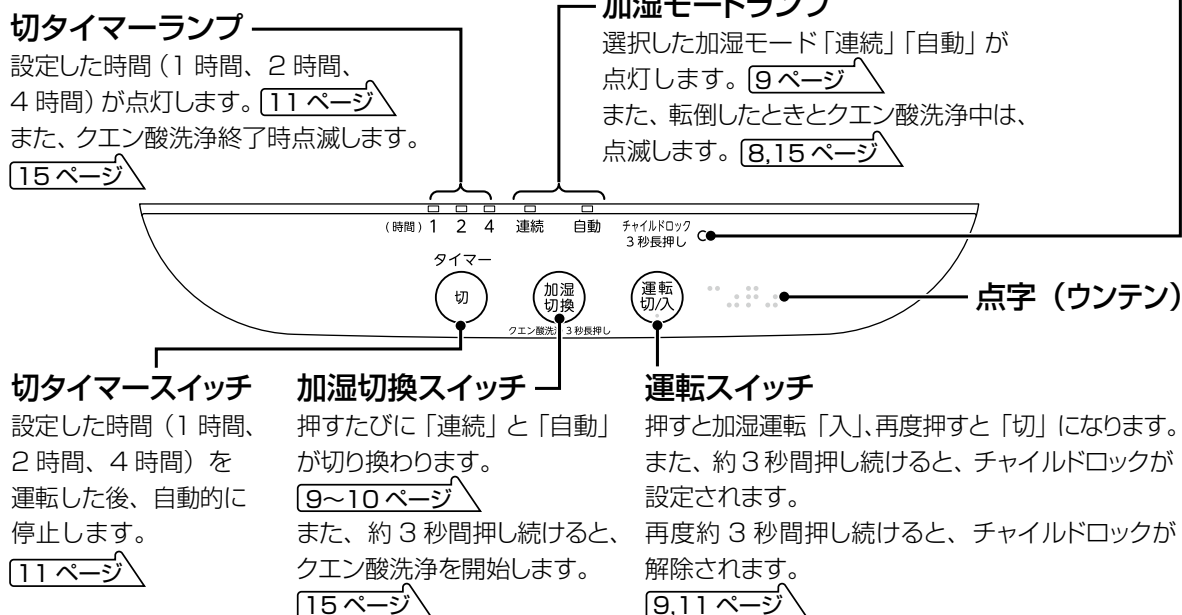 切タイマーランプ
設定した時間（1 時間、2 時間、
4 時間）が点灯します。11 ページ
また、クエン酸洗浄終了時点滅します。
15 ページ
加湿モードランプ
選択した加湿モード「連続」「自動」が
点灯します。9 ページ
また、転倒したときとクエン酸洗浄中は、
点滅します。8,15 ページ
（時間）1 2 4 連続 自動 チャイルドロック
3 秒長押し
タイマー
切
加湿
切換
運転
切/入
クエン酸洗浄 3 秒長押し
点字（ウンテン）
切タイマースイッチ
設定した時間（1 時間、
2 時間、4 時間）を
運転した後、自動的に
停止します。
11 ページ
加湿切換スイッチ
押すたびに「連続」と「自動」
が切り換わります。
9～10 ページ
また、約 3 秒間押し続けると、
クエン酸洗浄を開始します。
15 ページ
運転スイッチ
押すと加湿運転「入」、再度押すと「切」になります。
また、約 3 秒間押し続けると、チャイルドロックが
設定されます。
再度約 3 秒間押し続けると、チャイルドロックが
解除されます。
9,11 ページ